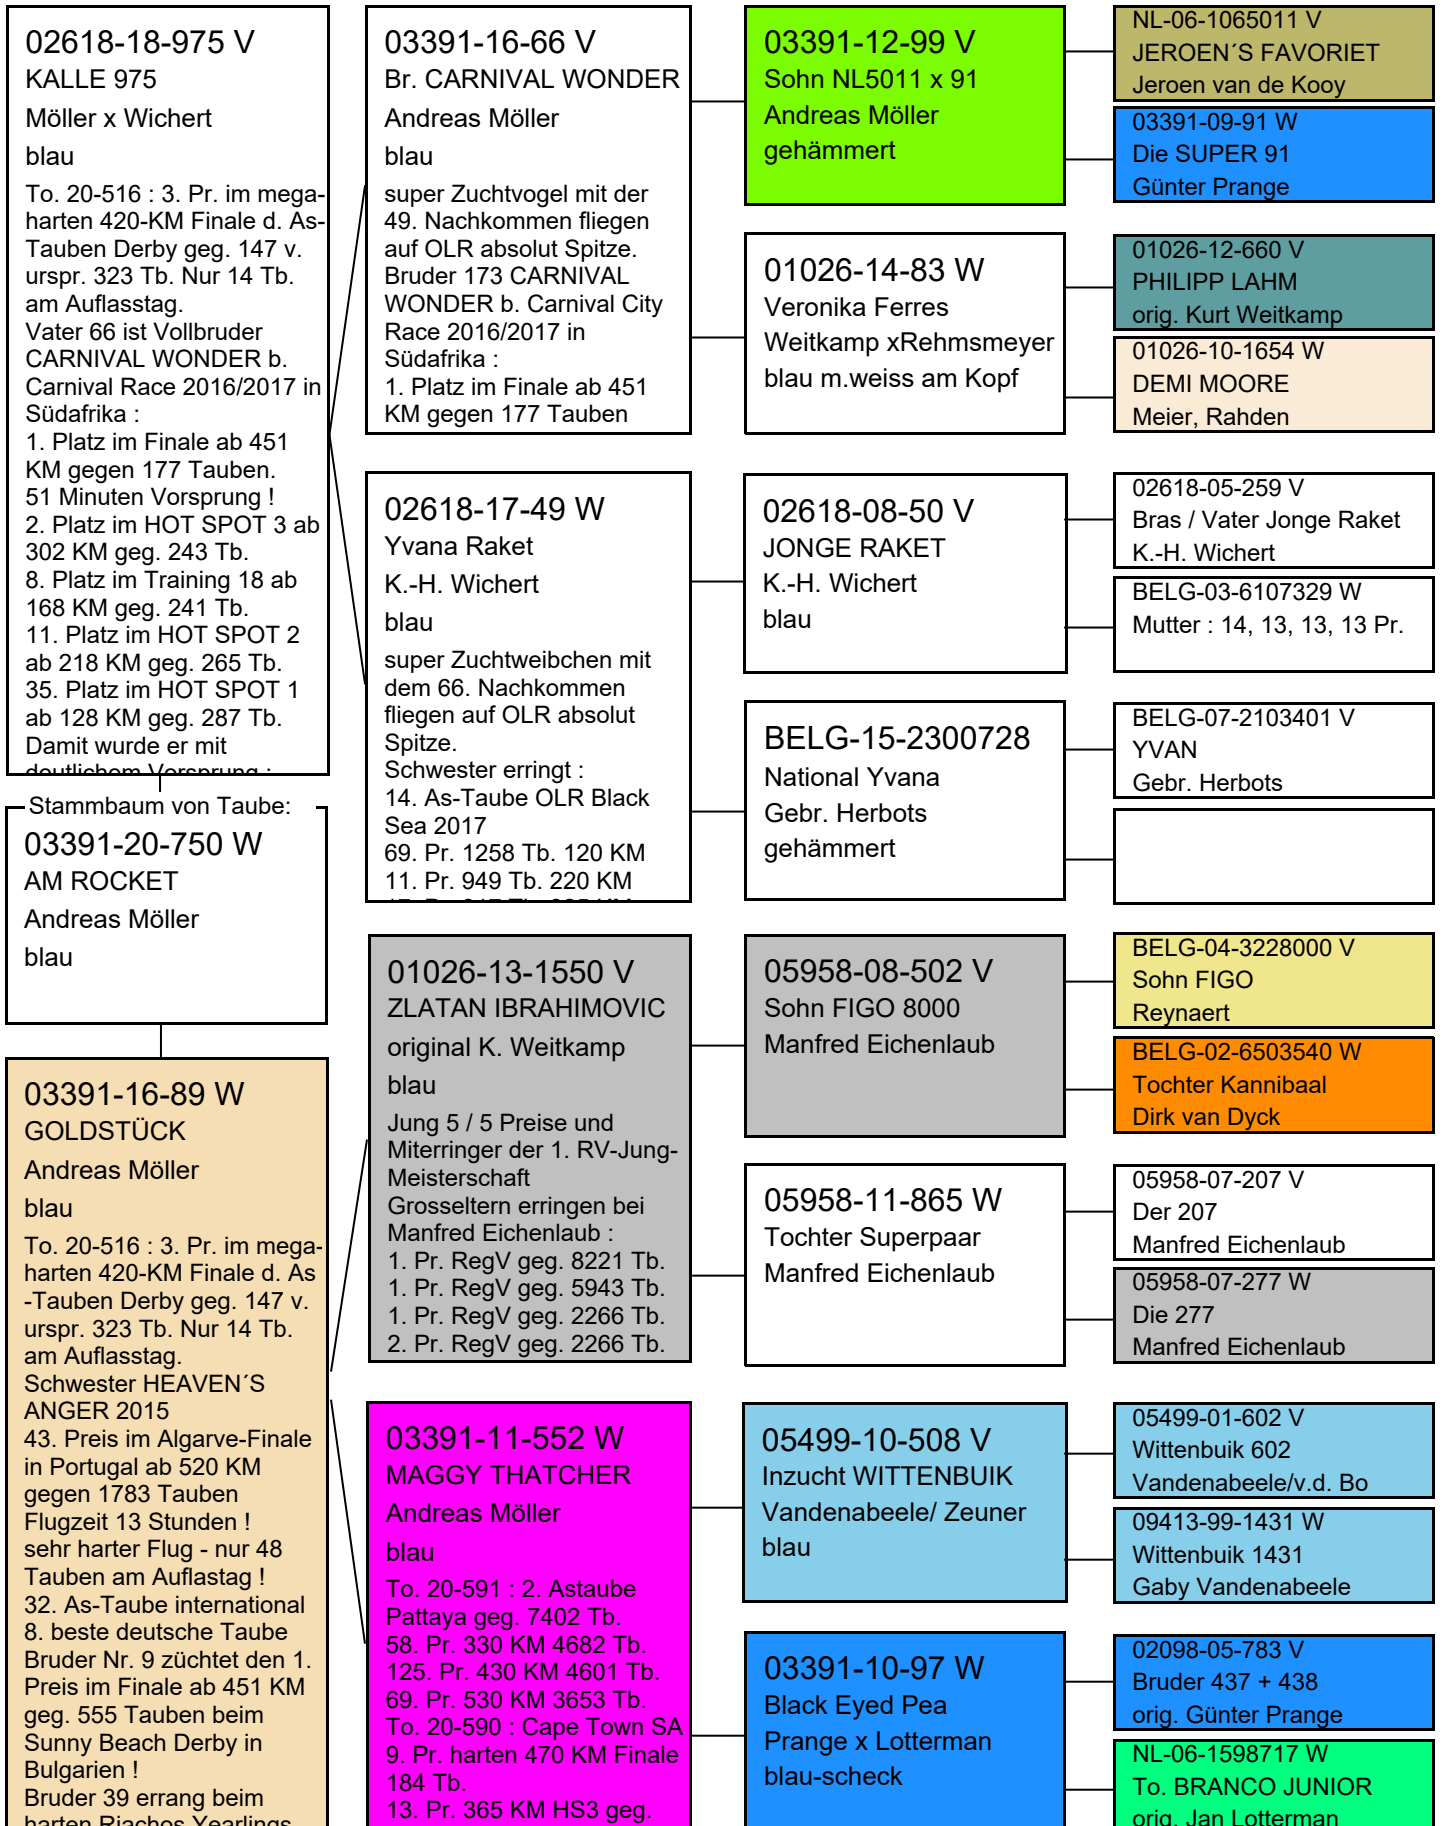 02618-18-975 V
KALLE 975
Möller x Wichert
blau
To. 20-516 : 3. Pr. im mega-
harten 420-KM Finale d. As-
Tauben Derby geg. 147 v.
urspr. 323 Tb. Nur 14 Tb.
am Auflasstag.
Vater 66 ist Vollbruder
CARNIVAL WONDER b.
Carnival Race 2016/2017 in
Südafrika :
1. Platz im Finale ab 451
KM gegen 177 Tauben.
51 Minuten Vorsprung !
2. Platz im HOT SPOT 3 ab
302 KM geg. 243 Tb.
8. Platz im Training 18 ab
168 KM geg. 241 Tb.
11. Platz im HOT SPOT 2
ab 218 KM geg. 265 Tb.
35. Platz im HOT SPOT 1
ab 128 KM geg. 287 Tb.
Damit wurde er mit
deutlichem Vorsprung :
Stammbaum von Taube:
03391-20-750 W
AM ROCKET
Andreas Möller
blau
03391-16-89 W
GOLDSTÜCK
Andreas Möller
blau
To. 20-516 : 3. Pr. im mega-
harten 420-KM Finale d. As
-Tauben Derby geg. 147 v.
urspr. 323 Tb. Nur 14 Tb.
am Auflasstag.
Schwester HEAVEN´S
ANGER 2015
43. Preis im Algarve-Finale
in Portugal ab 520 KM
gegen 1783 Tauben
Flugzeit 13 Stunden !
sehr harter Flug - nur 48
Tauben am Auflastag !
32. As-Taube international
8. beste deutsche Taube
Bruder Nr. 9 züchtet den 1.
Preis im Finale ab 451 KM
geg. 555 Tauben beim
Sunny Beach Derby in
Bulgarien !
Bruder 39 errang beim
harten Riachos Yearlings
03391-16-66 V
Br. CARNIVAL WONDER
Andreas Möller
blau
super Zuchtvogel mit der
49. Nachkommen fliegen
auf OLR absolut Spitze.
Bruder 173 CARNIVAL
WONDER b. Carnival City
Race 2016/2017 in
Südafrika :
1. Platz im Finale ab 451
KM gegen 177 Tauben
02618-17-49 W
Yvana Raket
K.-H. Wichert
blau
super Zuchtweibchen mit
dem 66. Nachkommen
fliegen auf OLR absolut
Spitze.
Schwester erringt :
14. As-Taube OLR Black
Sea 2017
69. Pr. 1258 Tb. 120 KM
11. Pr. 949 Tb. 220 KM
01026-13-1550 V
ZLATAN IBRAHIMOVIC
original K. Weitkamp
blau
Jung 5 / 5 Preise und
Miterringer der 1. RV-Jung-
Meisterschaft
Grosseltern erringen bei
Manfred Eichenlaub :
1. Pr. RegV geg. 8221 Tb.
1. Pr. RegV geg. 5943 Tb.
1. Pr. RegV geg. 2266 Tb.
2. Pr. RegV geg. 2266 Tb.
03391-11-552 W
MAGGY THATCHER
Andreas Möller
blau
To. 20-591 : 2. Astaube
Pattaya geg. 7402 Tb.
58. Pr. 330 KM 4682 Tb.
125. Pr. 430 KM 4601 Tb.
69. Pr. 530 KM 3653 Tb.
To. 20-590 : Cape Town SA
9. Pr. harten 470 KM Finale
184 Tb.
13. Pr. 365 KM HS3 geg.
03391-12-99 V
Sohn NL5011 x 91
Andreas Möller
gehämmert
01026-14-83 W
Veronika Ferres
Weitkamp xRehmsmeyer
blau m.weiss am Kopf
02618-08-50 V
JONGE RAKET
K.-H. Wichert
blau
BELG-15-2300728
National Yvana
Gebr. Herbots
gehämmert
05958-08-502 V
Sohn FIGO 8000
Manfred Eichenlaub
05958-11-865 W
Tochter Superpaar
Manfred Eichenlaub
05499-10-508 V
Inzucht WITTENBUIK
Vandenabeele/ Zeuner
blau
03391-10-97 W
Black Eyed Pea
Prange x Lotterman
blau-scheck
NL-06-1065011 V
JEROEN´S FAVORIET
Jeroen van de Kooy
03391-09-91 W
Die SUPER 91
Günter Prange
01026-12-660 V
PHILIPP LAHM
orig. Kurt Weitkamp
01026-10-1654 W
DEMI MOORE
Meier, Rahden
02618-05-259 V
Bras / Vater Jonge Raket
K.-H. Wichert
BELG-03-6107329 W
Mutter : 14, 13, 13, 13 Pr.
BELG-07-2103401 V
YVAN
Gebr. Herbots
BELG-04-3228000 V
Sohn FIGO
Reynaert
BELG-02-6503540 W
Tochter Kannibaal
Dirk van Dyck
05958-07-207 V
Der 207
Manfred Eichenlaub
05958-07-277 W
Die 277
Manfred Eichenlaub
05499-01-602 V
Wittenbuik 602
Vandenabeele/v.d. Bo
09413-99-1431 W
Wittenbuik 1431
Gaby Vandenabeele
02098-05-783 V
Bruder 437 + 438
orig. Günter Prange
NL-06-1598717 W
To. BRANCO JUNIOR
orig. Jan Lotterman